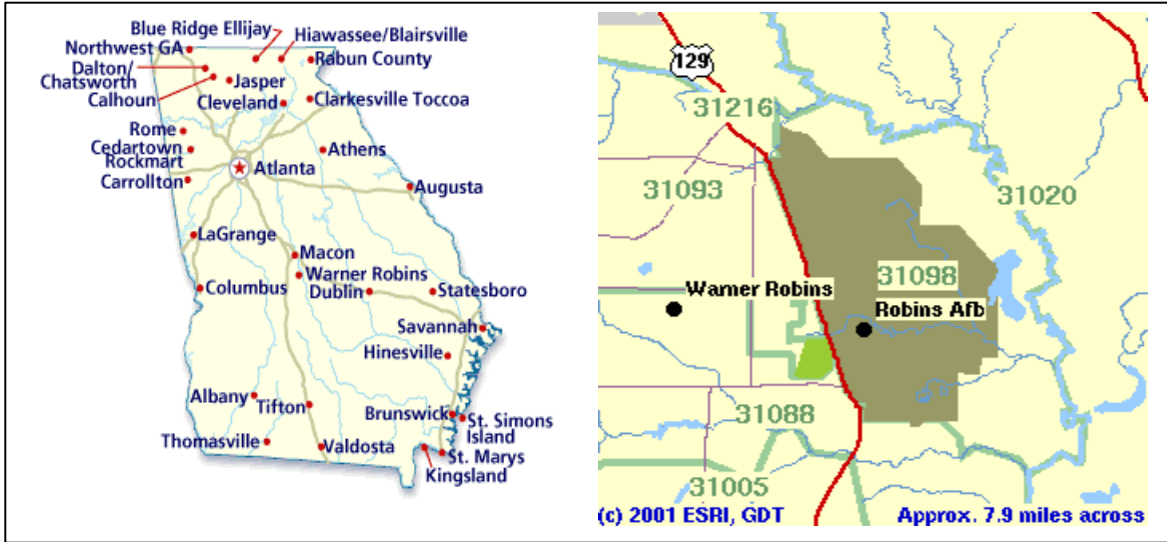 Blue Ridge Ellijay
Hiawassee/Blairsville
Northwest GA
Rabun County
Dalton/
Chatsworth
Jasper
Calhoun
Cleveland
Clarkesville Toccoa
Rome
Cedartown
Rockmart
Carrollton
Athens
Atlanta
Augusta
LaGrange
Macon
Warner Robins
Columbus
Dublin
Statesboro
Savannah
Hinesville
Albany
Tifton
Brunswick
St. Simons
Island
Thomasville
Valdosta
St. Marys
Kingsland
129
31216
31093
31020
31098
Warner Robins
Robins Afb
31088
31005
(c) 2001 ESRI, GDT
Approx. 7.9 miles across